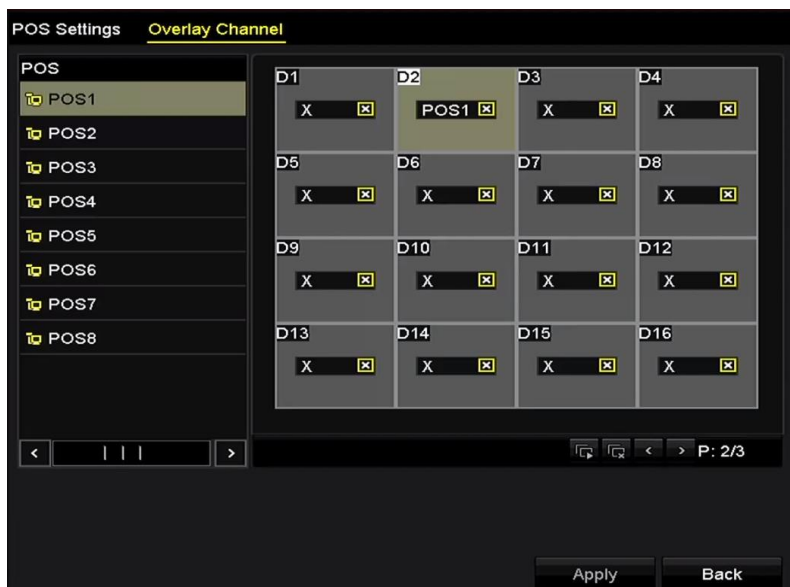 POS Settings Overlay Channel
POS
POS1
POS2
POS3
POS4
POS5
POS6
POS7
POS8
D1 D2 D3 D4
X POS1 X X
D5 D6 D7 D8
X X X X
D9 D10 D11 D12
X X X X
D13 D14 D15 D16
X X X X
P: 2/3
Apply Back